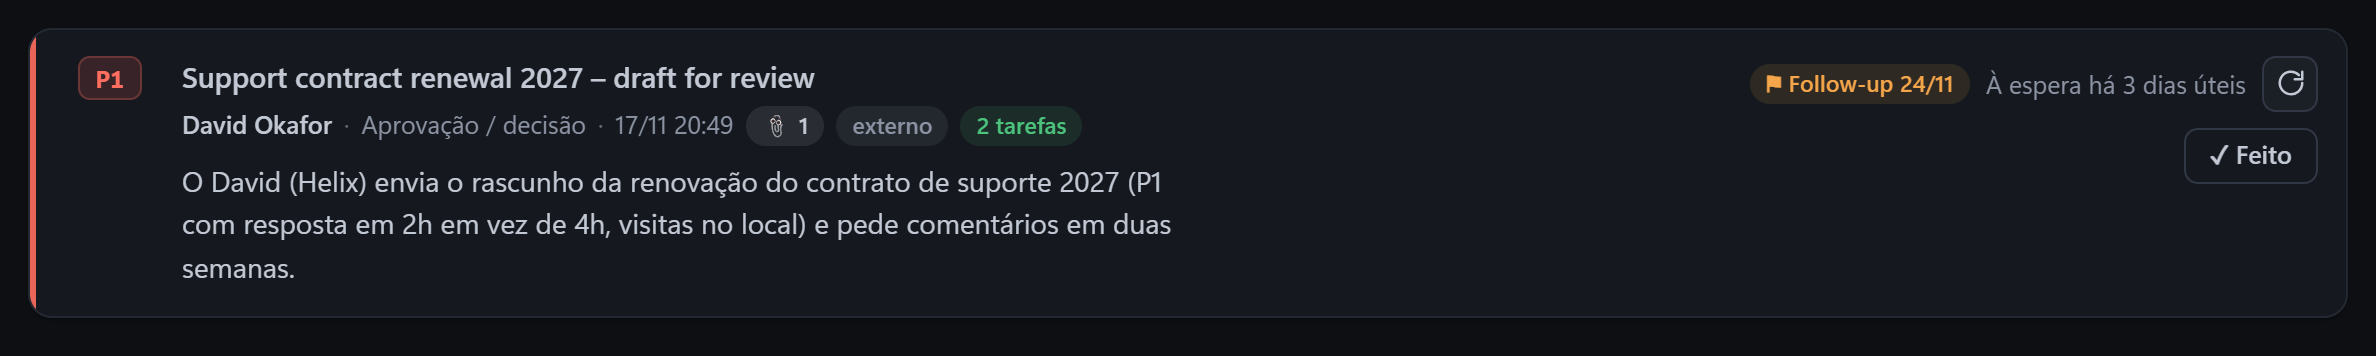 P1
Support contract renewal 2027 – draft for review
Follow-up 24/11
À espera há 3 dias úteis
David Okafor · Aprovação / decisão · 17/11 20:49
1
externo
2 tarefas
✓ Feito
O David (Helix) envia o rascunho da renovação do contrato de suporte 2027 (P1
com resposta em 2h em vez de 4h, visitas no local) e pede comentários em duas
semanas.